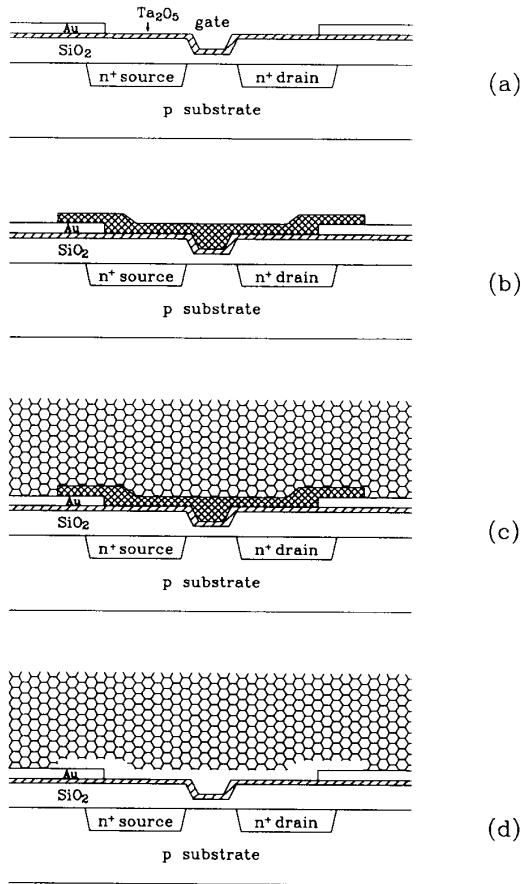 Ta₂O₅ gate
Au
SiO₂
n⁺ source n⁺ drain
p substrate
(a)
Au
SiO₂
n⁺ source n⁺ drain
p substrate
(b)
Au
SiO₂
n⁺ source n⁺ drain
p substrate
(c)
Au
SiO₂
n⁺ source n⁺ drain
p substrate
(d)